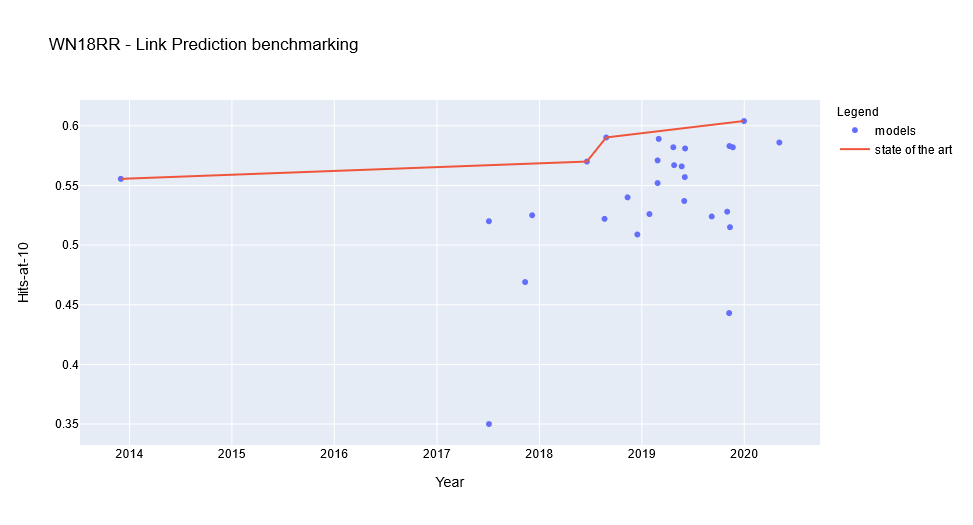 WN18RR - Link Prediction benchmarking
Legend
models
state of the art
Hits-at-10
0.6
0.55
0.5
0.45
0.4
0.35
2014 2015 2016 2017 2018 2019 2020
Year